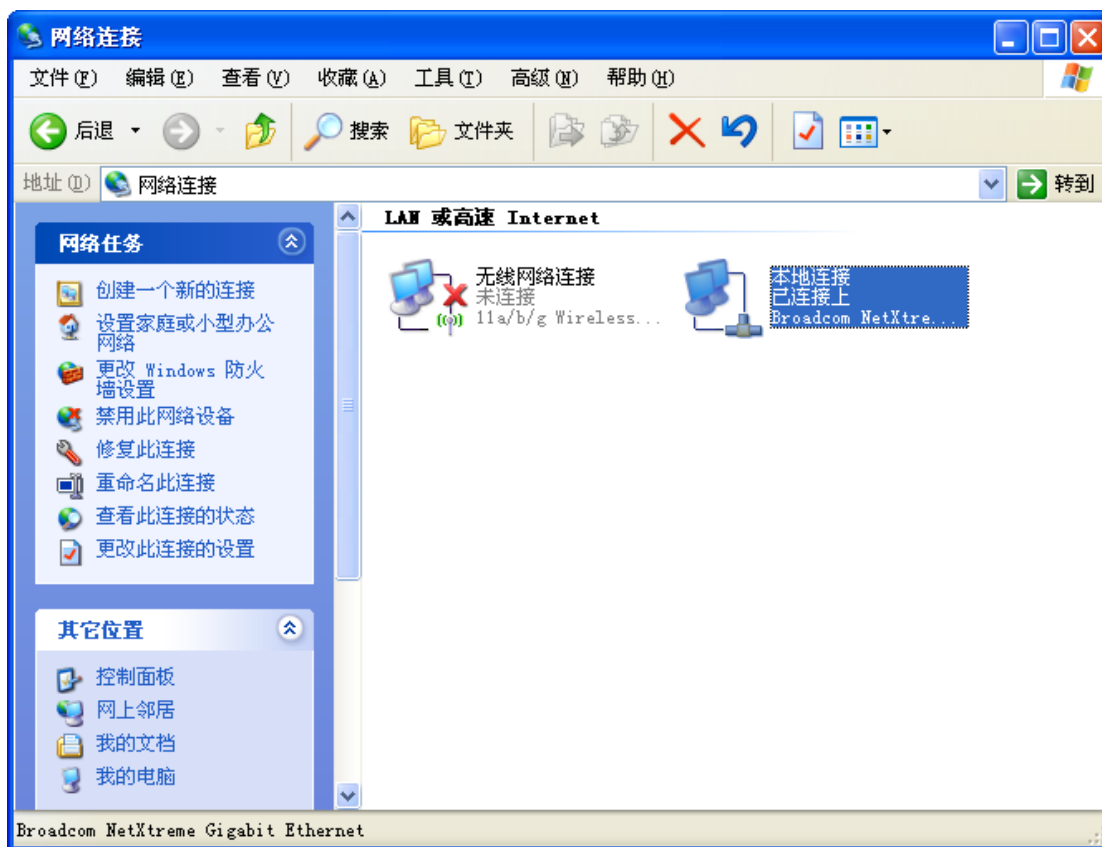 网络连接
文件(F) 编辑(E) 查看(V) 收藏(A) 工具(T) 高级(N) 帮助(H)
后退 搜索 文件夹
地址(D) 网络连接 转到
网络任务
创建一个新的连接
设置家庭或小型办公
网络
更改 Windows 防火
墙设置
禁用此网络设备
修复此连接
重命名此连接
查看此连接的状态
更改此连接的设置
其它位置
控制面板
网上邻居
我的文档
我的电脑
LAN 或高速 Internet
无线网络连接
未连接
11a/b/g Wireless...
本地连接
已连接上
Broadcom NetXtre...
Broadcom NetXtreme Gigabit Ethernet